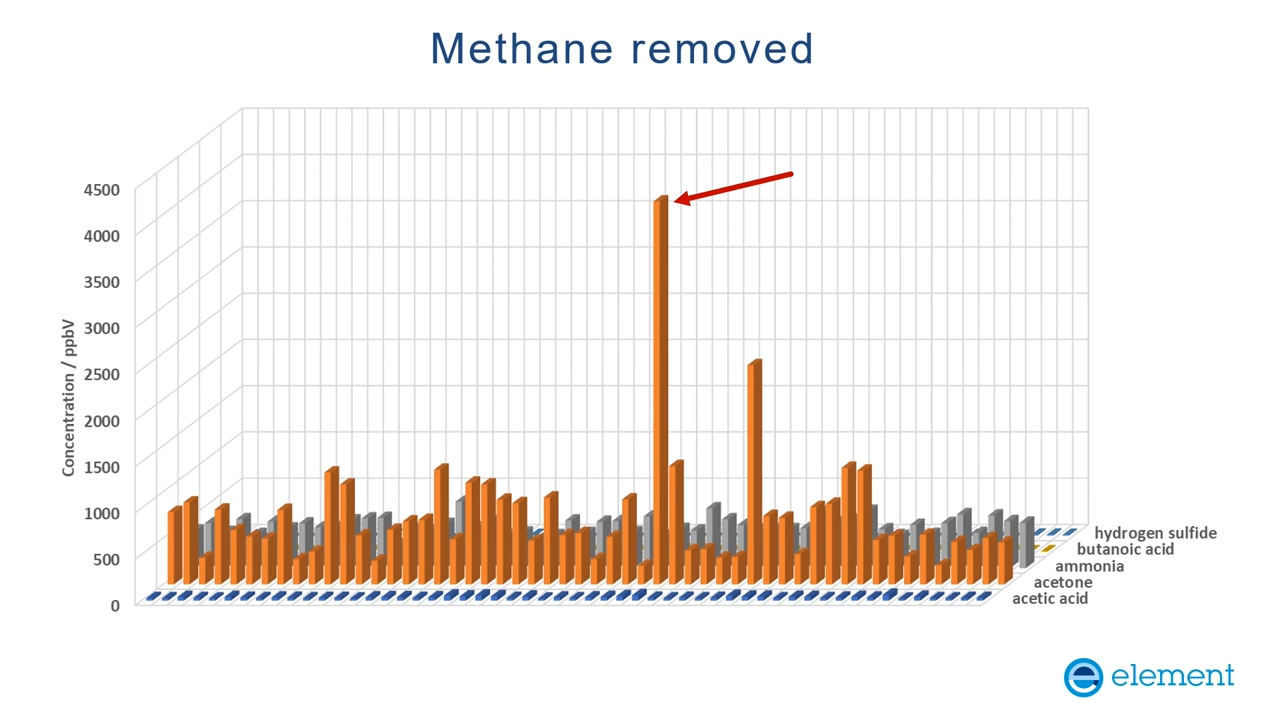 Methane removed
4500
4000
3500
3000
2500
2000
1500
1000
500
0
Concentration / ppbV
hydrogen sulfide
butanoic acid
ammonia
acetone
acetic acid
element